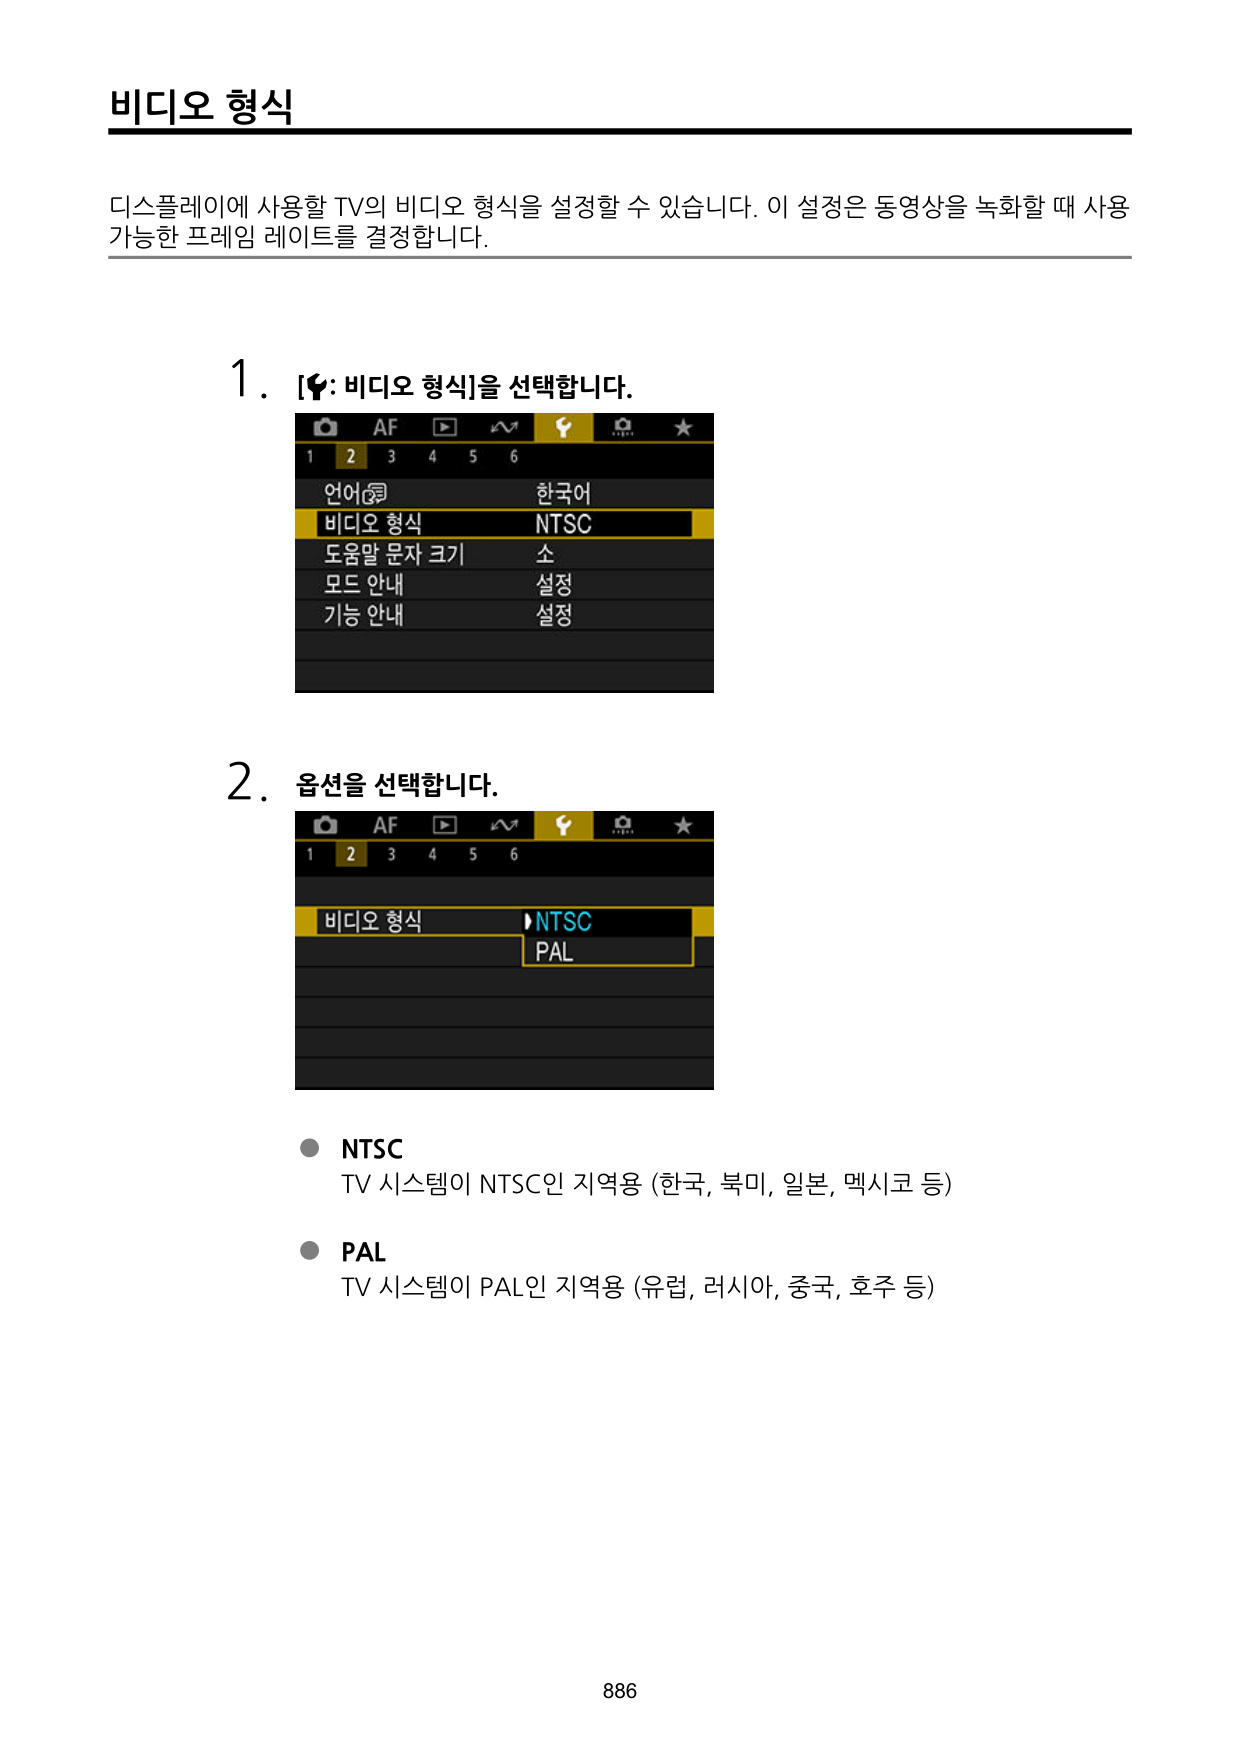 비디오 형식
디스플레이에 사용할 TV의 비디오 형식을 설정할 수 있습니다. 이 설정은 동영상을 녹화할 때 사용
가능한 프레임 레이트를 결정합니다.
1. [: 비디오 형식]을 선택합니다.
AF
1 2 3 4 5 6
언어 한국어
비디오 형식 NTSC
도움말 문자 크기 소
모드 안내 설정
기능 안내 설정
2. 옵션을 선택합니다.
AF
1 2 3 4 5 6
비디오 형식 NTSC
PAL
● NTSC
TV 시스템이 NTSC인 지역용 (한국, 북미, 일본, 멕시코 등)
● PAL
TV 시스템이 PAL인 지역용 (유럽, 러시아, 중국, 호주 등)
886